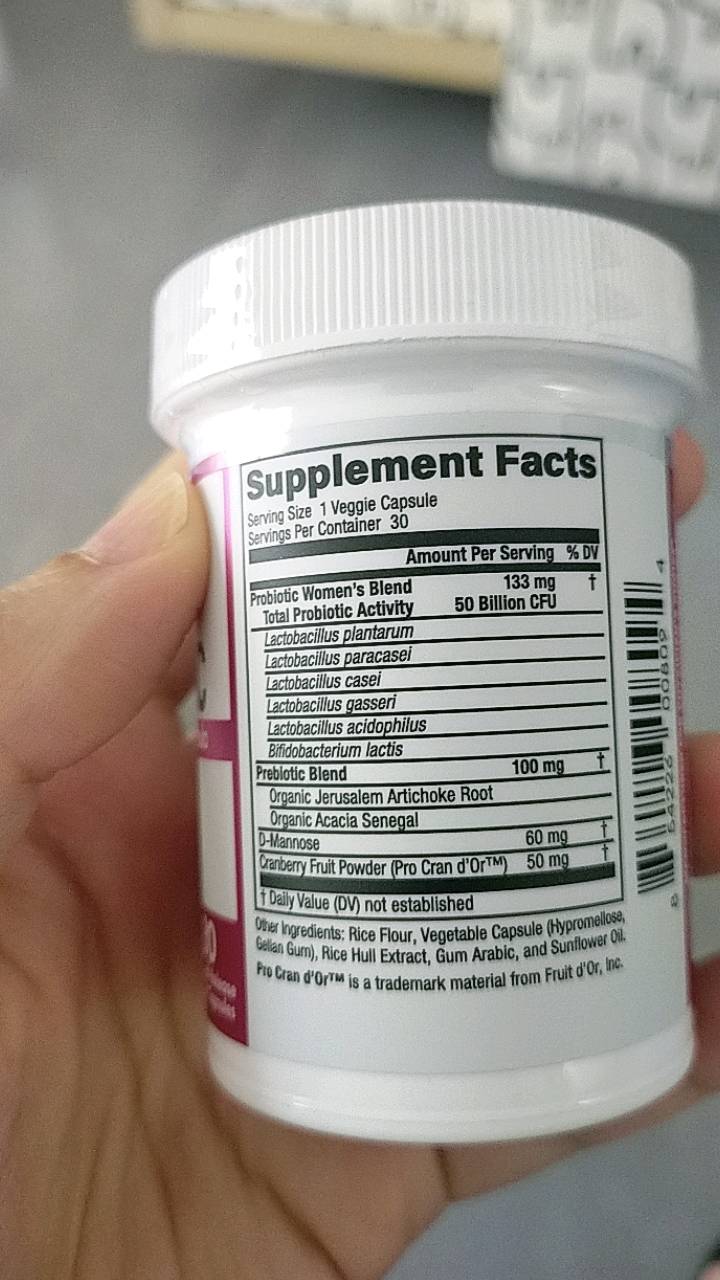 Supplement Facts
Serving Size 1 Veggie Capsule
Servings Per Container 30
Amount Per Serving % DV
Probiotic Women's Blend 133 mg †
Total Probiotic Activity 50 Billion CFU
Lactobacillus plantarum
Lactobacillus paracasei
Lactobacillus casei
Lactobacillus gasseri
Lactobacillus acidophilus
Bifidobacterium lactis
Prebiotic Blend 100 mg †
Organic Jerusalem Artichoke Root
Organic Acacia Senegal
D-Mannose 60 mg †
Cranberry Fruit Powder (Pro Cran d'Or™) 50 mg †
† Daily Value (DV) not established
Other Ingredients: Rice Flour, Vegetable Capsule (Hypromellose,
Gellan Gum), Rice Hull Extract, Gum Arabic, and Sunflower Oil.
Pro Cran d'Or™ is a trademark material from Fruit d'Or, Inc.